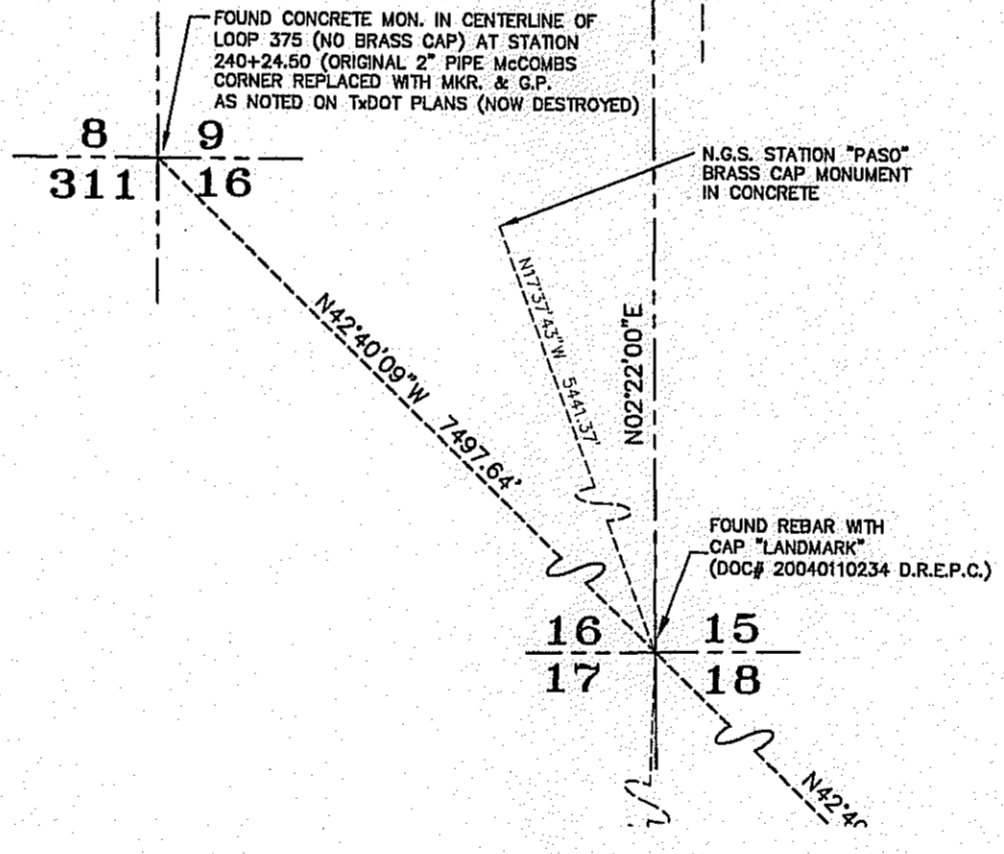 FOUND CONCRETE MON. IN CENTERLINE OF
LOOP 375 (NO BRASS CAP) AT STATION
240+24.50 (ORIGINAL 2" PIPE McCOMBS
CORNER REPLACED WITH MKR. & G.P.
AS NOTED ON TxDOT PLANS (NOW DESTROYED)
8 9
311 16
N.G.S. STATION "PASO"
BRASS CAP MONUMENT
IN CONCRETE
N17°37'43"W 5441.37'
N02°22'00"E
N42°40'09"W 7497.64'
FOUND REBAR WITH
CAP "LANDMARK"
(DOC# 20040110234 D.R.E.P.C.)
16 15
17 18